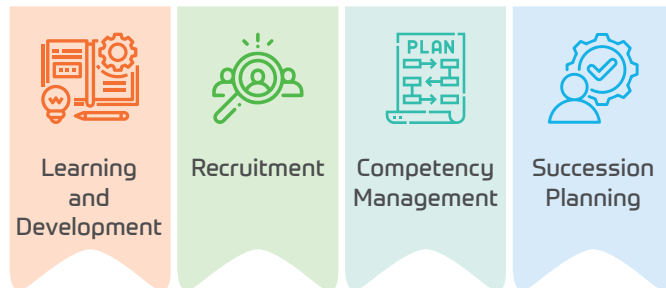 Learning
and
Development
Recruitment
PLAN
Competency
Management
Succession
Planning